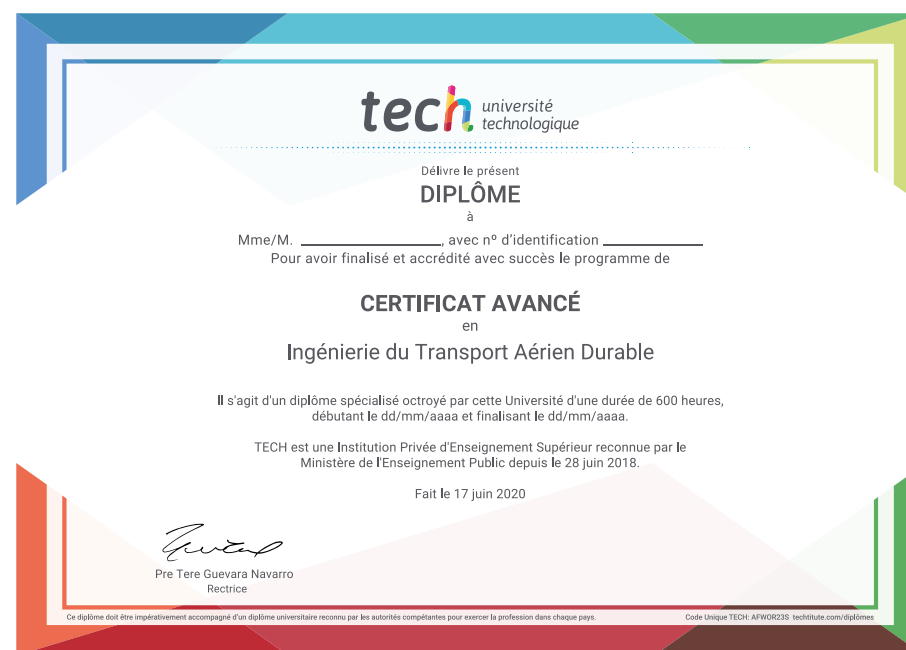 tech université
technologique
Délivre le présent
DIPLÔME
à
Mme/M. ____________________, avec nº d'identification ______________
Pour avoir finalisé et accrédité avec succès le programme de
CERTIFICAT AVANCÉ
en
Ingénierie du Transport Aérien Durable
Il s'agit d'un diplôme spécialisé octroyé par cette Université d'une durée de 600 heures,
débutant le dd/mm/aaaa et finalisant le dd/mm/aaaa.
TECH est une Institution Privée d'Enseignement Supérieur reconnue par le
Ministère de l'Enseignement Public depuis le 28 juin 2018.
Fait le 17 juin 2020
Pre Tere Guevara Navarro
Rectrice
Ce diplôme doit être impérativement accompagné d'un diplôme universitaire reconnu par les autorités compétantes pour exercer la profession dans chaque pays.
Code Unique TECH: AFWOR23S techtitute.com/diplômes